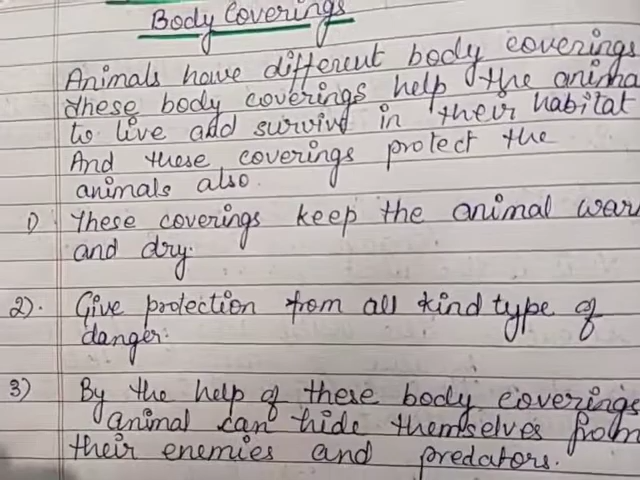 Body Coverings
Animals have different body coverings
these body coverings help the anima
to live add survive in their habitat
And these coverings protect the
animals also.
1) these coverings keep the animal war
and dry.
2). Give protection from all kind type of
danger:
3) By the help of these body coverings
animal can hide themselves from
their enemies and predators.